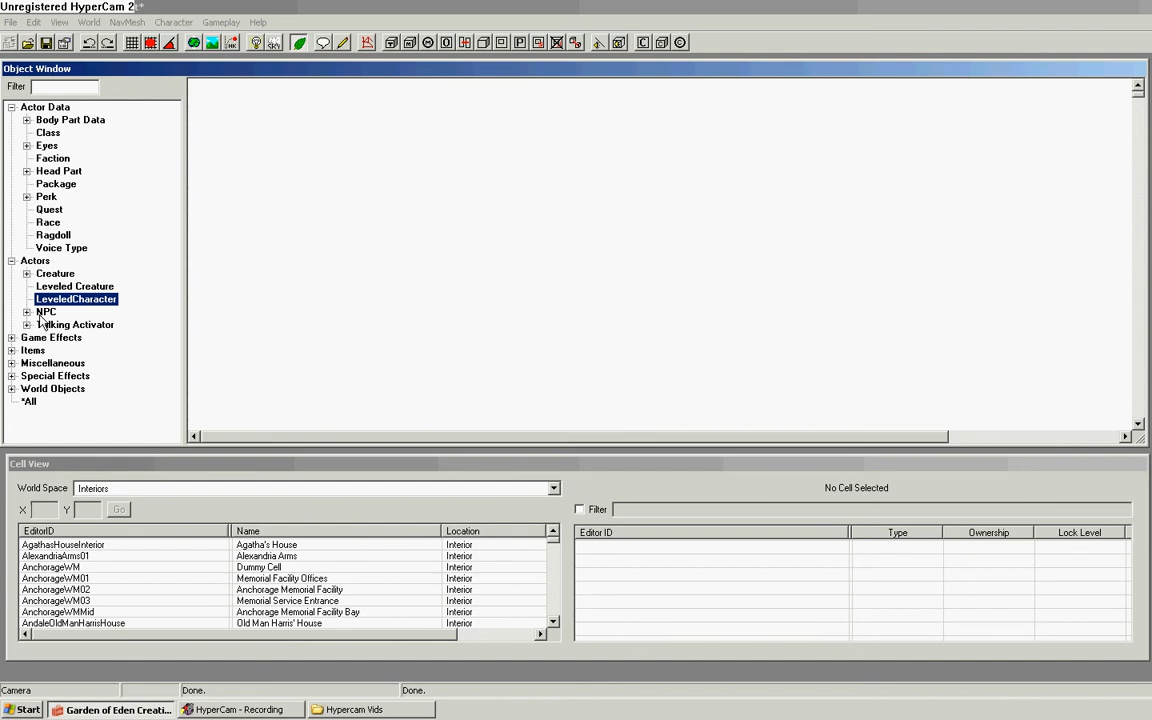 Unregistered HyperCam 2
File Edit View World NavMesh Character Gameplay Help
Object Window
Filter
Actor Data
Body Part Data
Class
Eyes
Faction
Head Part
Package
Perk
Quest
Race
Ragdoll
Voice Type
Actors
Creature
Leveled Creature
LeveledCharacter
NPC
Talking Activator
Game Effects
Items
Miscellaneous
Special Effects
World Objects
*All
Cell View
World Space Interiors
No Cell Selected
X Y Go
Filter
EditorID Name Location
Editor ID Type Ownership Lock Level
AgathasHouseInterior Agatha's House Interior
AlexandriaArms01 Alexandria Arms Interior
AnchorageWM Dummy Cell Interior
AnchorageWM01 Memorial Facility Offices Interior
AnchorageWM02 Anchorage Memorial Facility Interior
AnchorageWM03 Memorial Service Entrance Interior
AnchorageWMMid Anchorage Memorial Facility Bay Interior
AndaleOldManHarrisHouse Old Man Harris' House Interior
Camera Done. Done.
Start Garden of Eden Creati... HyperCam - Recording Hypercam Vids